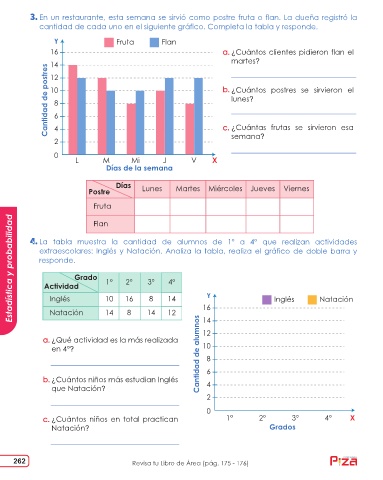 3. En un restaurante, esta semana se sirvió como postre fruta o flan. La dueña registró la
cantidad de cada uno en el siguiente gráfico. Completa la tabla y responde.
Y
Fruta Flan
Cantidad de postres
16
14
12
10
8
6
4
2
0
L M Mi J V X
Días de la semana
a. ¿Cuántos clientes pidieron flan el
martes?
b. ¿Cuántos postres se sirvieron el
lunes?
c. ¿Cuántas frutas se sirvieron esa
semana?
Días
Postre
Lunes Martes Miércoles Jueves Viernes
Fruta
Flan
4. La tabla muestra la cantidad de alumnos de 1° a 4° que realizan actividades
extraescolares: Inglés y Natación. Analiza la tabla, realiza el gráfico de doble barra y
responde.
Grado
Actividad
1° 2° 3° 4°
Inglés 10 16 8 14
Natación 14 8 14 12
a. ¿Qué actividad es la más realizada
en 4°?
b. ¿Cuántos niños más estudian Inglés
que Natación?
c. ¿Cuántos niños en total practican
Natación?
Y
Inglés Natación
Cantidad de alumnos
16
14
12
10
8
6
4
2
0
1° 2° 3° 4° X
Grados
Estadística y probabilidad
262
Revisa tu Libro de Área (pág. 175 - 176)